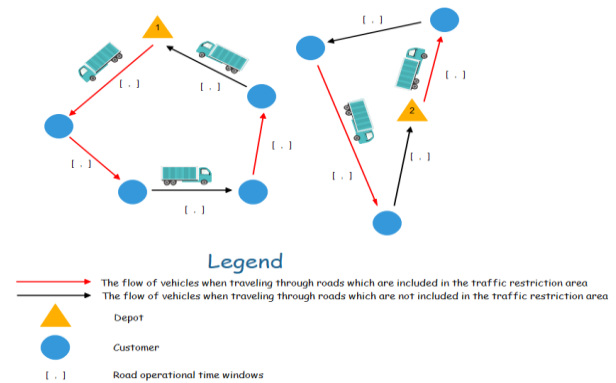 1
[ . ]
[ . ]
[ . ]
[ . ]
[ . ]
2
[ . ]
[ . ]
[ . ]
[ . ]
Legend
The flow of vehicles when traveling through roads which are included in the traffic restriction area
The flow of vehicles when traveling through roads which are not included in the traffic restriction area
Depot
Customer
[ . ] Road operational time windows